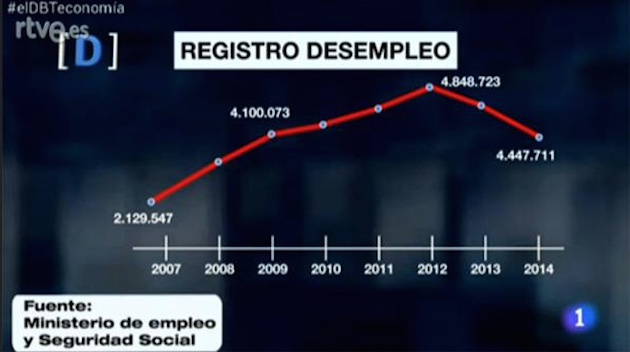 #elDBTeconomía
rtve.es
[D]
REGISTRO DESEMPLEO
4.848.723
4.100.073
4.447.711
2.129.547
2007 2008 2009 2010 2011 2012 2013 2014
Fuente:
Ministerio de empleo
y Seguridad Social
1